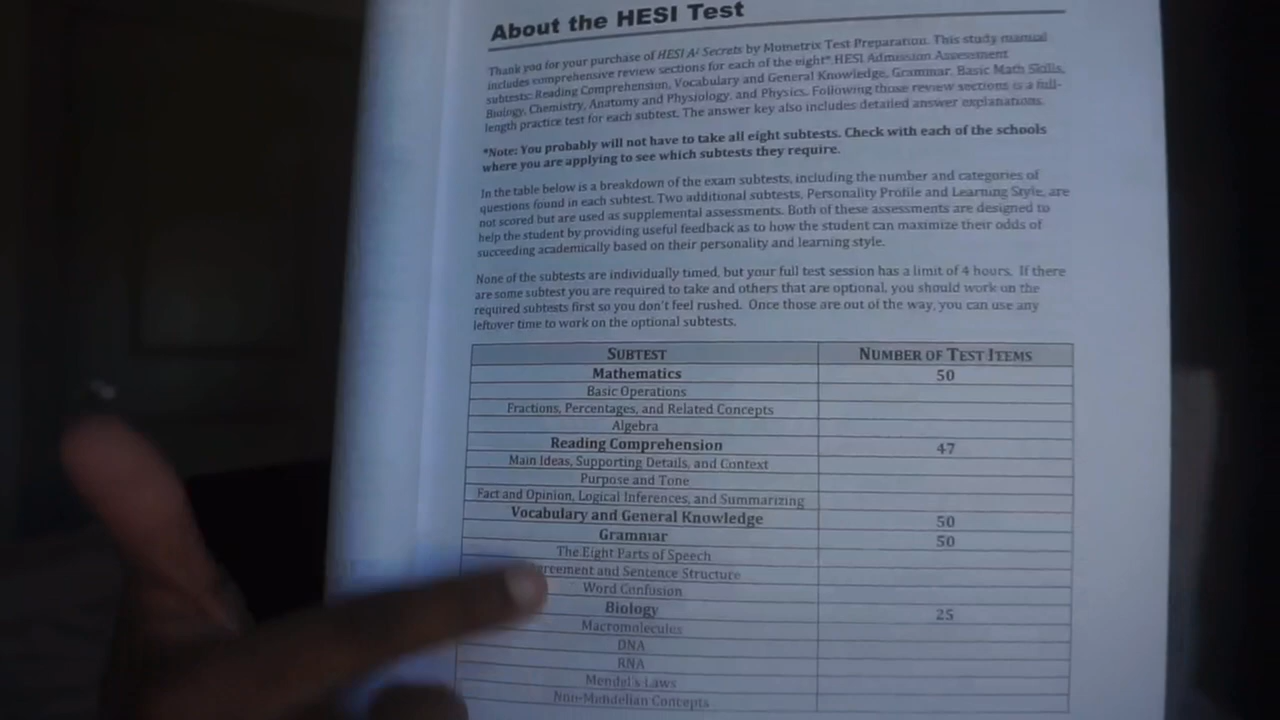 About the HESI Test
Thank you for your purchase of HESI A² Secrets by Mometrix Test Preparation. This study manual
includes comprehensive review sections for each of the eight* HESI Admission Assessment
subtests: Reading Comprehension, Vocabulary and General Knowledge, Grammar, Basic Math Skills,
Biology, Chemistry, Anatomy and Physiology, and Physics. Following those review sections is a full-
length practice test for each subtest. The answer key also includes detailed answer explanations.
*Note: You probably will not have to take all eight subtests. Check with each of the schools
where you are applying to see which subtests they require.
In the table below is a breakdown of the exam subtests, including the number and categories of
questions found in each subtest. Two additional subtests, Personality Profile and Learning Style, are
not scored but are used as supplemental assessments. Both of these assessments are designed to
help the student by providing useful feedback as to how the student can maximize their odds of
succeeding academically based on their personality and learning style.
None of the subtests are individually timed, but your full test session has a limit of 4 hours. If there
are some subtest you are required to take and others that are optional, you should work on the
required subtests first so you don't feel rushed. Once those are out of the way, you can use any
leftover time to work on the optional subtests.
SUBTEST NUMBER OF TEST ITEMS
Mathematics 50
Basic Operations
Fractions, Percentages, and Related Concepts
Algebra
Reading Comprehension 47
Main Ideas, Supporting Details, and Context
Purpose and Tone
Fact and Opinion, Logical Inferences, and Summarizing
Vocabulary and General Knowledge 50
Grammar 50
The Eight Parts of Speech
and Sentence Structure
Word Confusion
Biology 25
Macromolecules
DNA
RNA
Mendel's Laws
Non-Mendelian Concepts